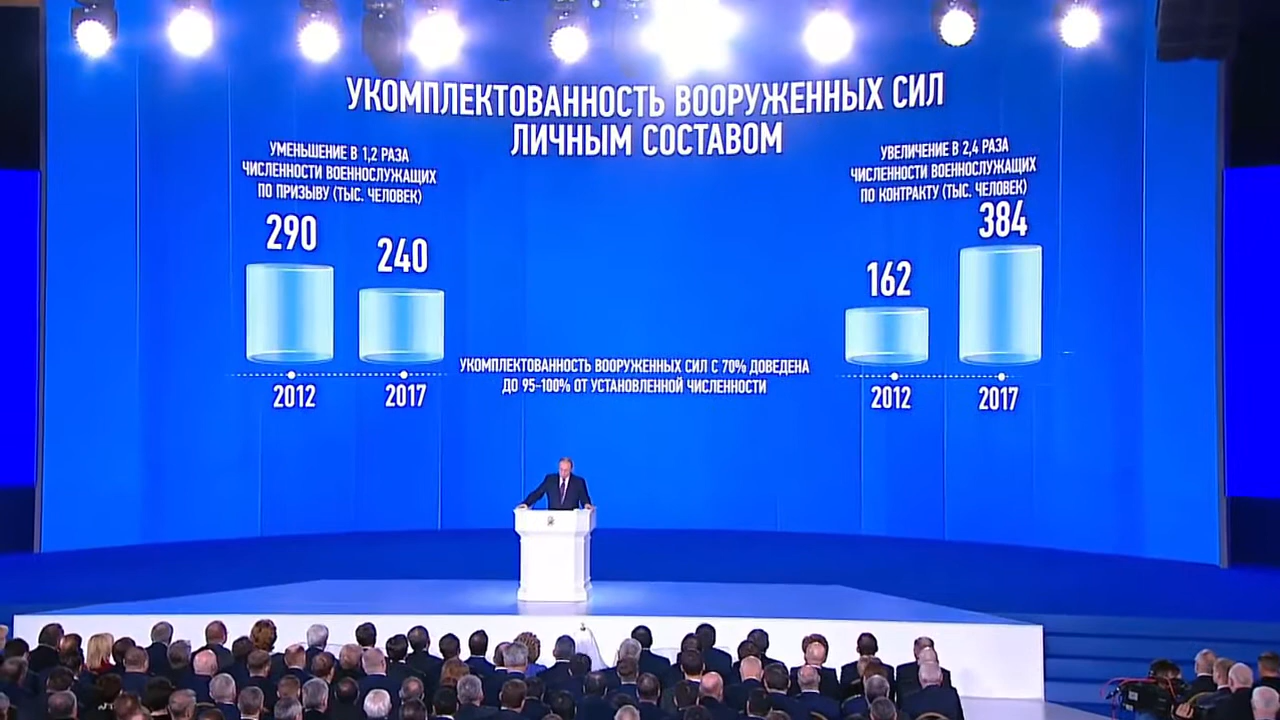 УКОМПЛЕКТОВАННОСТЬ ВООРУЖЕННЫХ СИЛ
ЛИЧНЫМ СОСТАВОМ
УМЕНЬШЕНИЕ В 1,2 РАЗА
ЧИСЛЕННОСТИ ВОЕННОСЛУЖАЩИХ
ПО ПРИЗЫВУ (ТЫС. ЧЕЛОВЕК)
290
240
2012
2017
УКОМПЛЕКТОВАННОСТЬ ВООРУЖЕННЫХ СИЛ С 70% ДОВЕДЕНА
ДО 95-100% ОТ УСТАНОВЛЕННОЙ ЧИСЛЕННОСТИ
УВЕЛИЧЕНИЕ В 2,4 РАЗА
ЧИСЛЕННОСТИ ВОЕННОСЛУЖАЩИХ
ПО КОНТРАКТУ (ТЫС. ЧЕЛОВЕК)
384
162
2012
2017